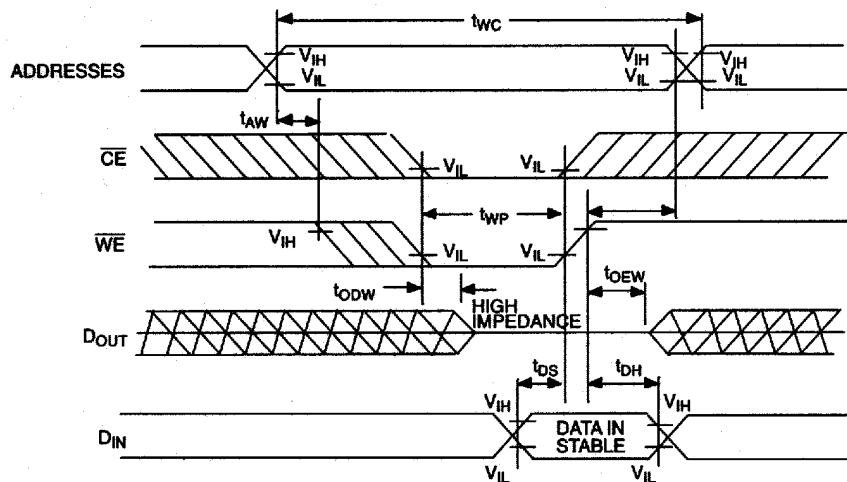 tWC
ADDRESSES
VIH
VIL
VIH
VIL
VIH
VIL
tAW
CE
VIL
VIL
tWP
WE
VIH
VIL
VIL
tODW
tOEW
HIGH
IMPEDANCE
DOUT
tDS
tDH
VIH
VIH
DIN
DATA IN
STABLE
VIL
VIL